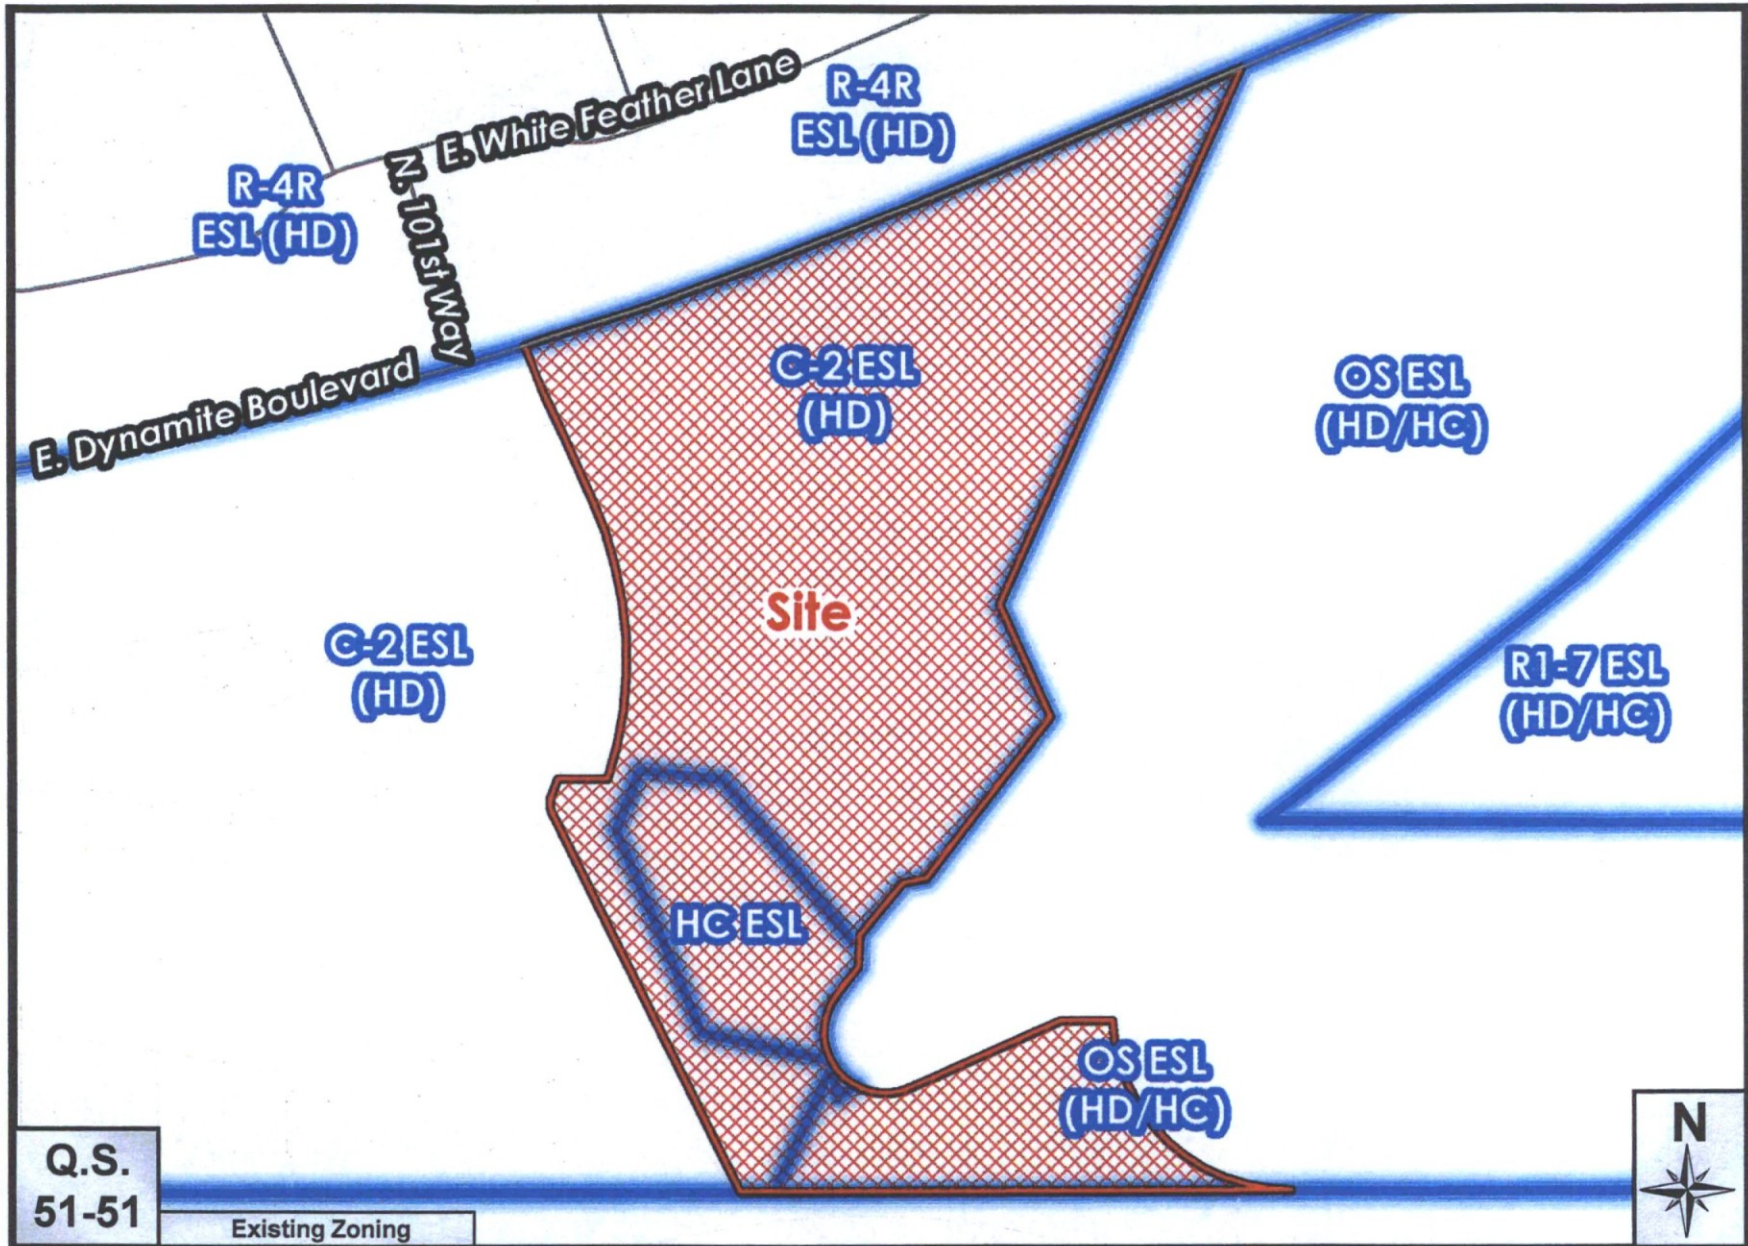 E. White Feather Lane
R-4R
ESL (HD)
R-4R
ESL (HD)
N. 101st Way
E. Dynamite Boulevard
C-2 ESL
(HD)
OS ESL
(HD/HC)
Site
C-2 ESL
(HD)
R1-7 ESL
(HD/HC)
HC ESL
OS ESL
(HD/HC)
Q.S.
51-51
Existing Zoning
N